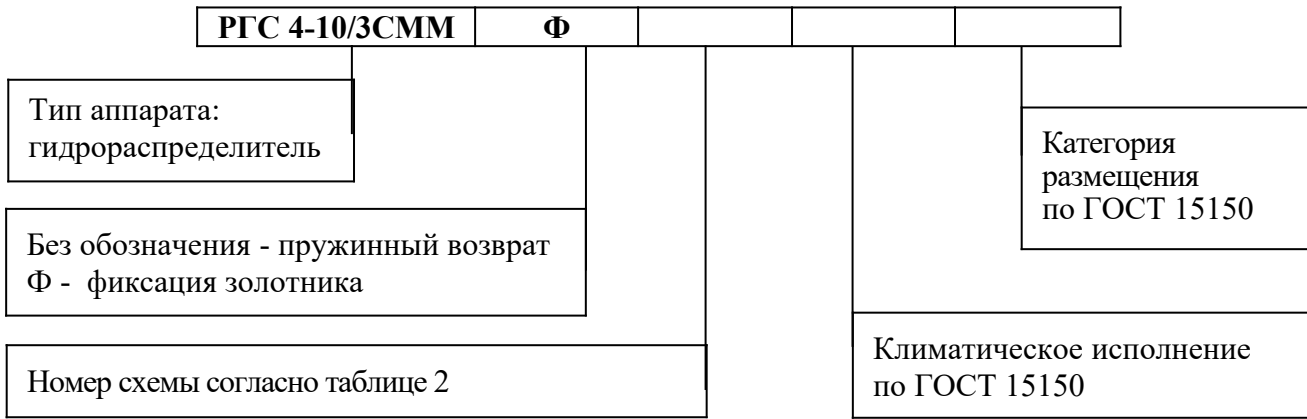 РГС 4-10/3СММ Ф
Тип аппарата:
гидрораспределитель
Категория
размещения
по ГОСТ 15150
Без обозначения - пружинный возврат
Ф - фиксация золотника
Климатическое исполнение
по ГОСТ 15150
Номер схемы согласно таблице 2